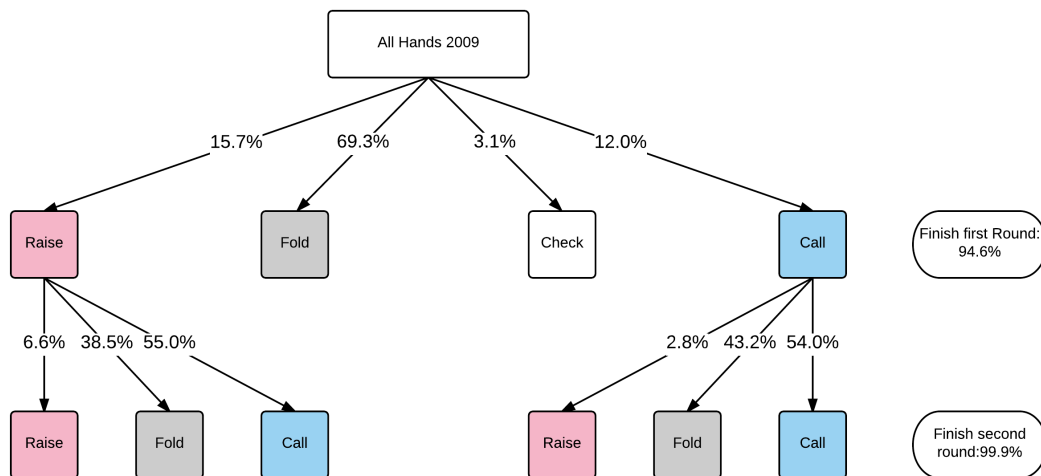 All Hands 2009
15.7%
69.3%
3.1%
12.0%
Raise
Fold
Check
Call
Finish first Round:
94.6%
6.6%
38.5%
55.0%
2.8%
43.2%
54.0%
Raise
Fold
Call
Raise
Fold
Call
Finish second
round:99.9%